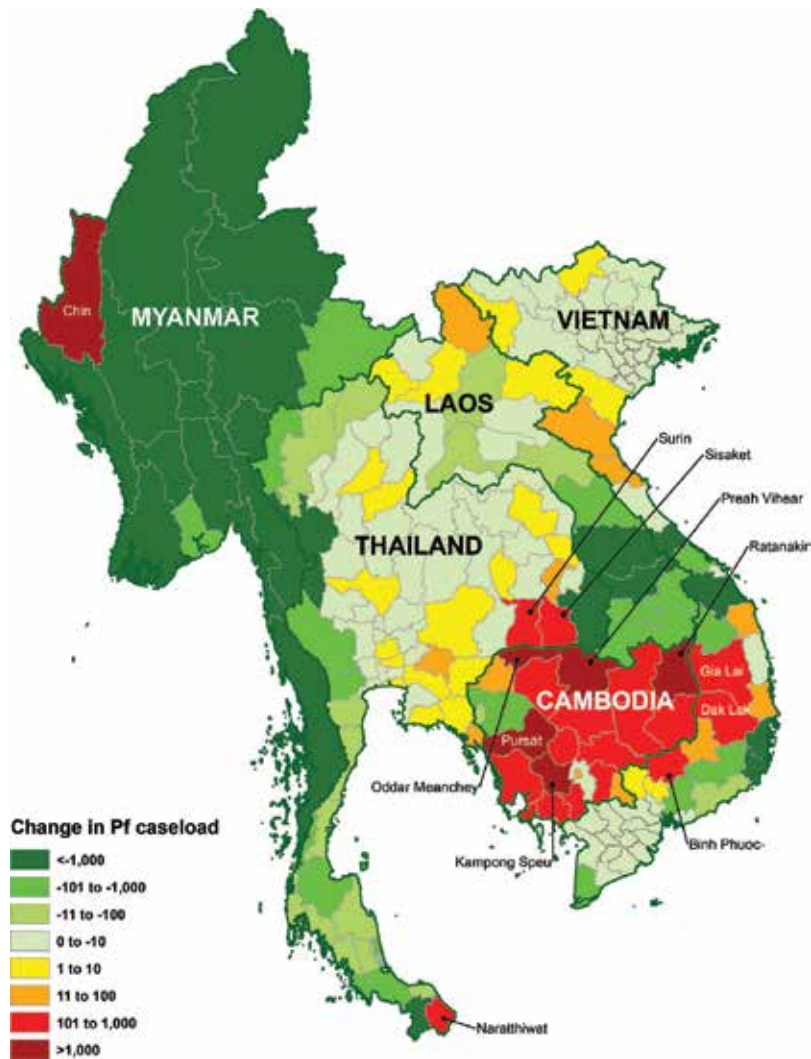 Chin
MYANMAR
VIETNAM
LAOS
Surin
Sisaket
Preah Vihear
THAILAND
Ratanakiri
Gia Lai
CAMBODIA
Dak Lak
Pursat
Oddar Meanchey
Kampong Speu
Binh Phuoc
Change in Pf caseload
<-1,000
-101 to -1,000
-11 to -100
0 to -10
1 to 10
11 to 100
101 to 1,000
>1,000
Naratthiwat